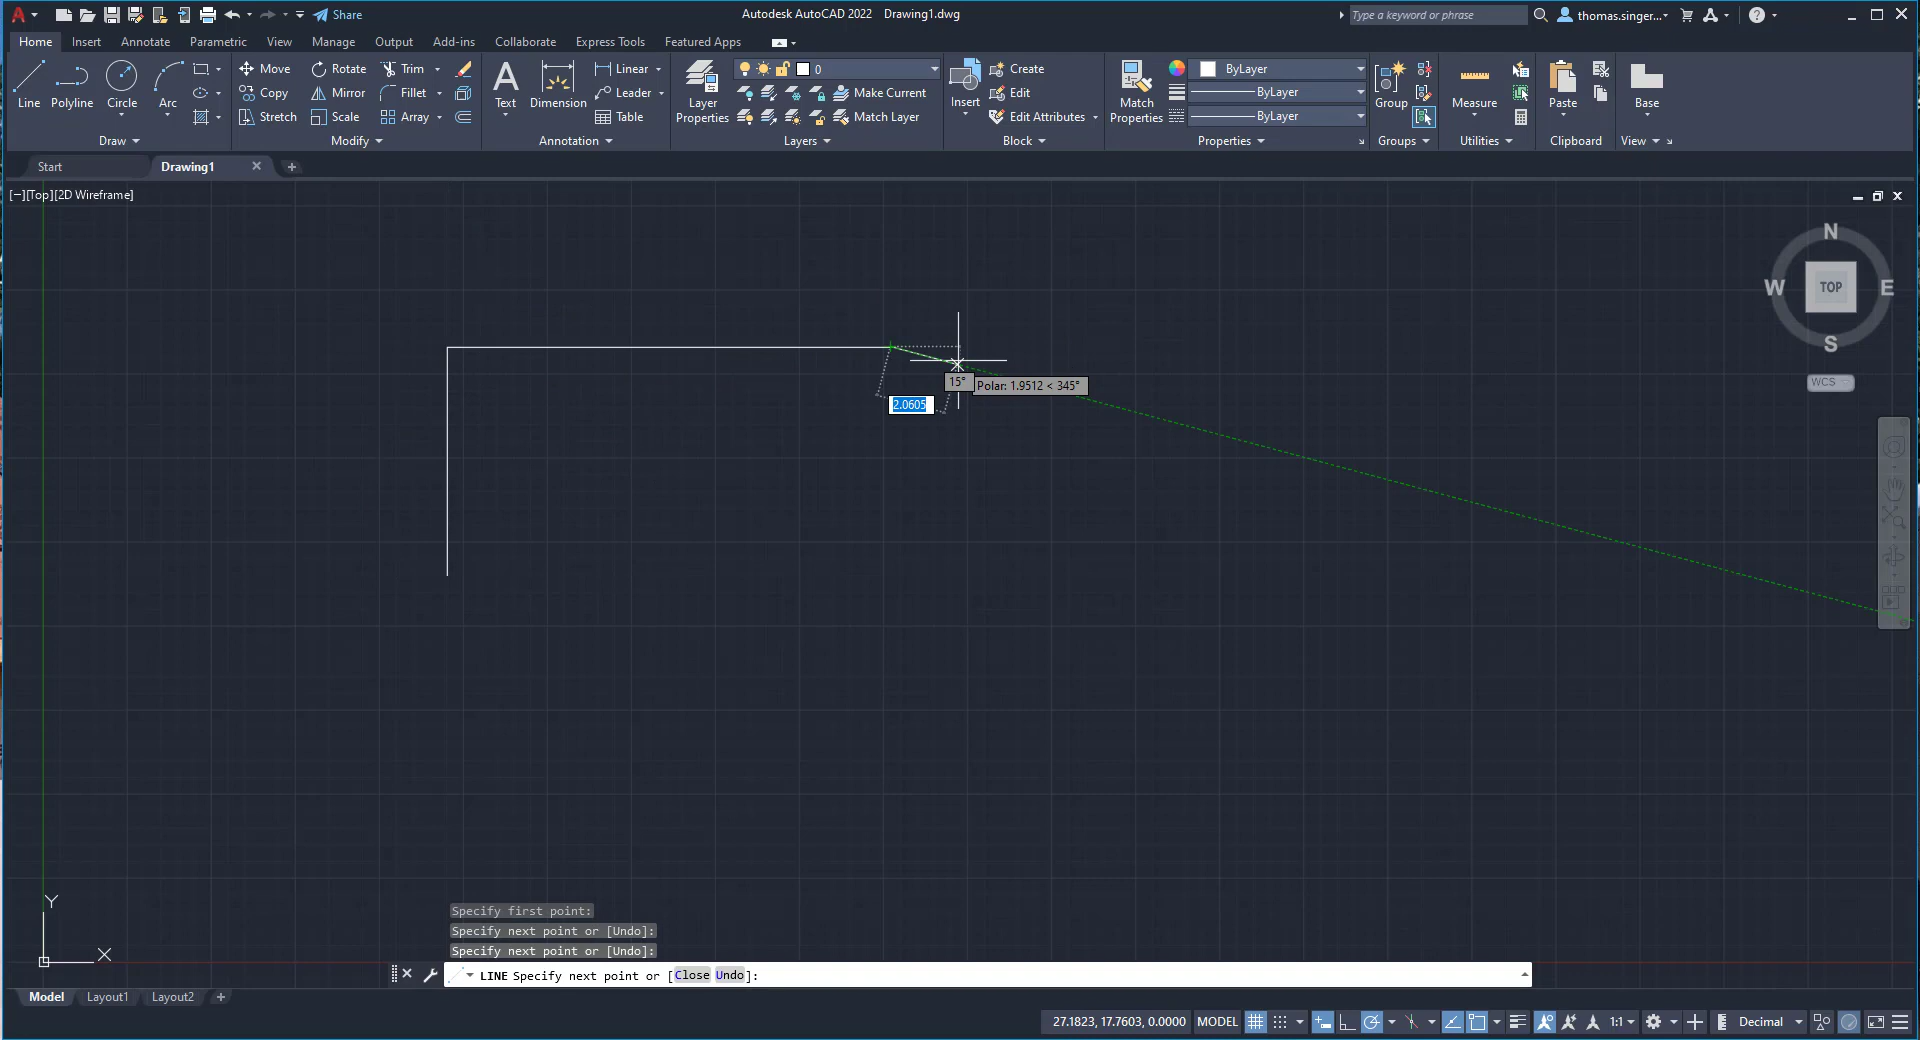 Share
Autodesk AutoCAD 2022 Drawing1.dwg
Type a keyword or phrase
thomas.singer...
Home Insert Annotate Parametric View Manage Output Add-ins Collaborate Express Tools Featured Apps
Line Polyline Circle Arc
Draw
Move Rotate Trim
Copy Mirror Fillet
Stretch Scale Array
Modify
Text Dimension
Linear
Leader
Table
Annotation
Layer Properties
0
Make Current
Match Layer
Layers
Insert
Create
Edit
Edit Attributes
Block
Match Properties
ByLayer
ByLayer
ByLayer
Properties
Group
Groups
Measure
Utilities
Paste
Clipboard
Base
View
Start Drawing1
[−][Top][2D Wireframe]
N
W TOP E
S
WCS
15° Polar: 1.9512 < 345°
2.0605
Y
X
Specify first point:
Specify next point or [Undo]:
Specify next point or [Undo]:
LINE Specify next point or [Close Undo]:
Model Layout1 Layout2
27.1823, 17.7603, 0.0000 MODEL 1:1 Decimal